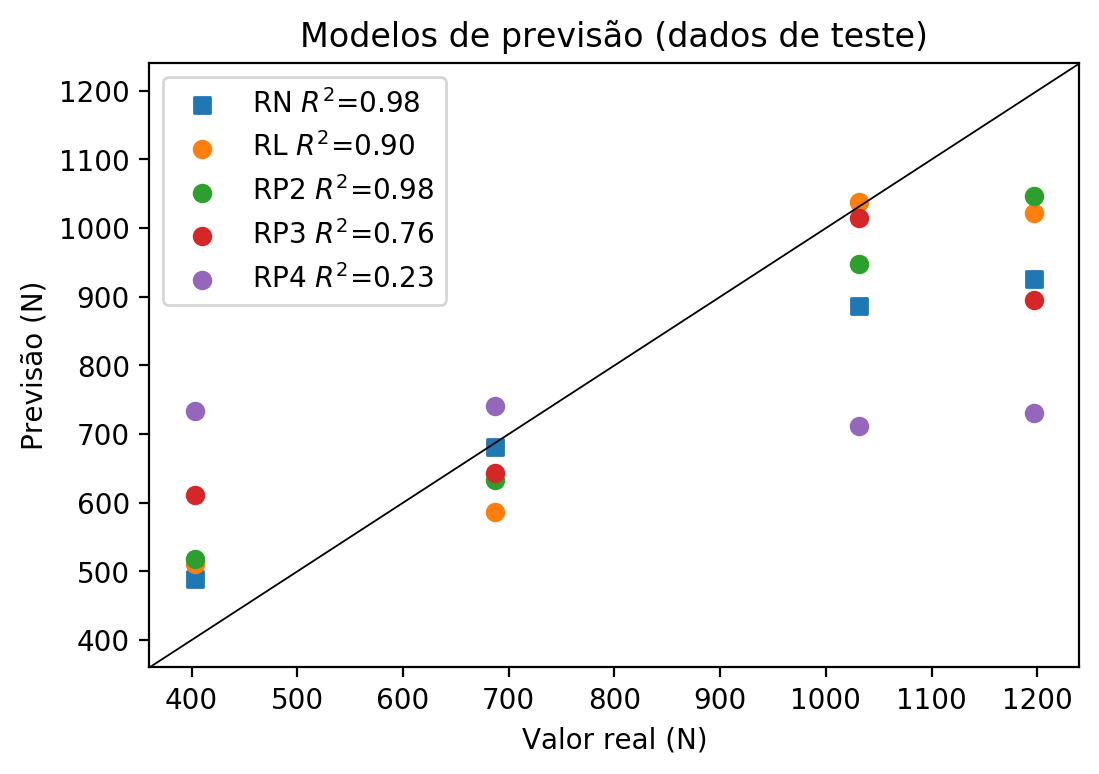 Modelos de previsão (dados de teste)
RN R²=0.98
RL R²=0.90
RP2 R²=0.98
RP3 R²=0.76
RP4 R²=0.23
1200
1100
1000
900
800
700
600
500
400
Previsão (N)
400 500 600 700 800 900 1000 1100 1200
Valor real (N)